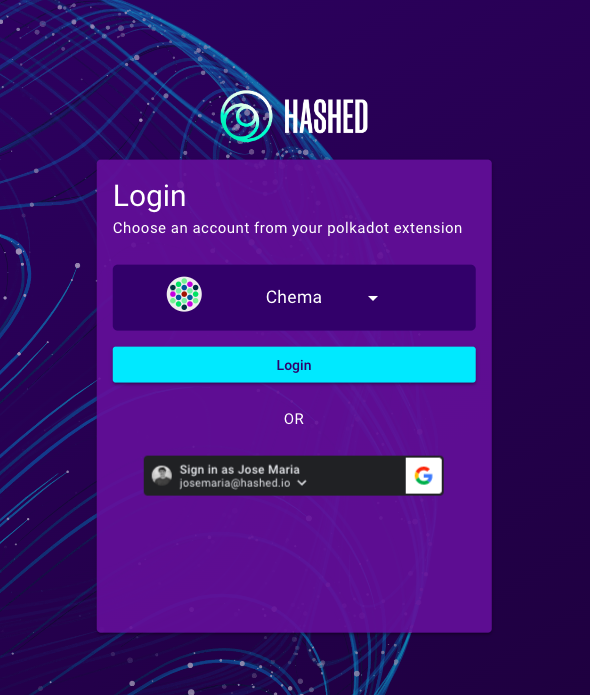 HASHED
Login
Choose an account from your polkadot extension
Chema
Login
OR
Sign in as Jose Maria
josemaria@hashed.io